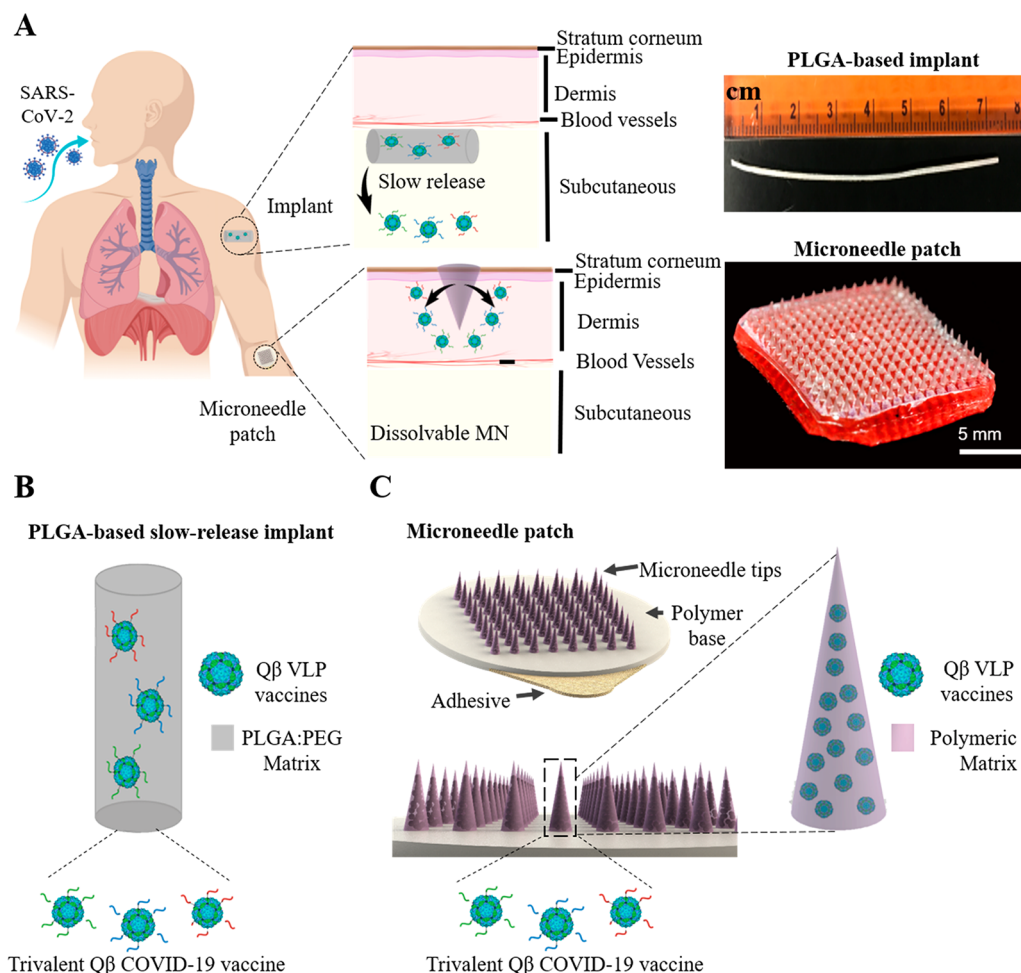 A
SARS-
CoV-2
Implant
Microneedle
patch
Stratum corneum
Epidermis
Dermis
Blood vessels
Slow release
Subcutaneous
Stratum corneum
Epidermis
Dermis
Blood Vessels
Subcutaneous
Dissolvable MN
PLGA-based implant
cm
1 2 3 4 5 6 7 8
Microneedle patch
5 mm
B
PLGA-based slow-release implant
Qβ VLP
vaccines
PLGA:PEG
Matrix
Trivalent Qβ COVID-19 vaccine
C
Microneedle patch
Microneedle tips
Polymer
base
Adhesive
Qβ VLP
vaccines
Polymeric
Matrix
Trivalent Qβ COVID-19 vaccine